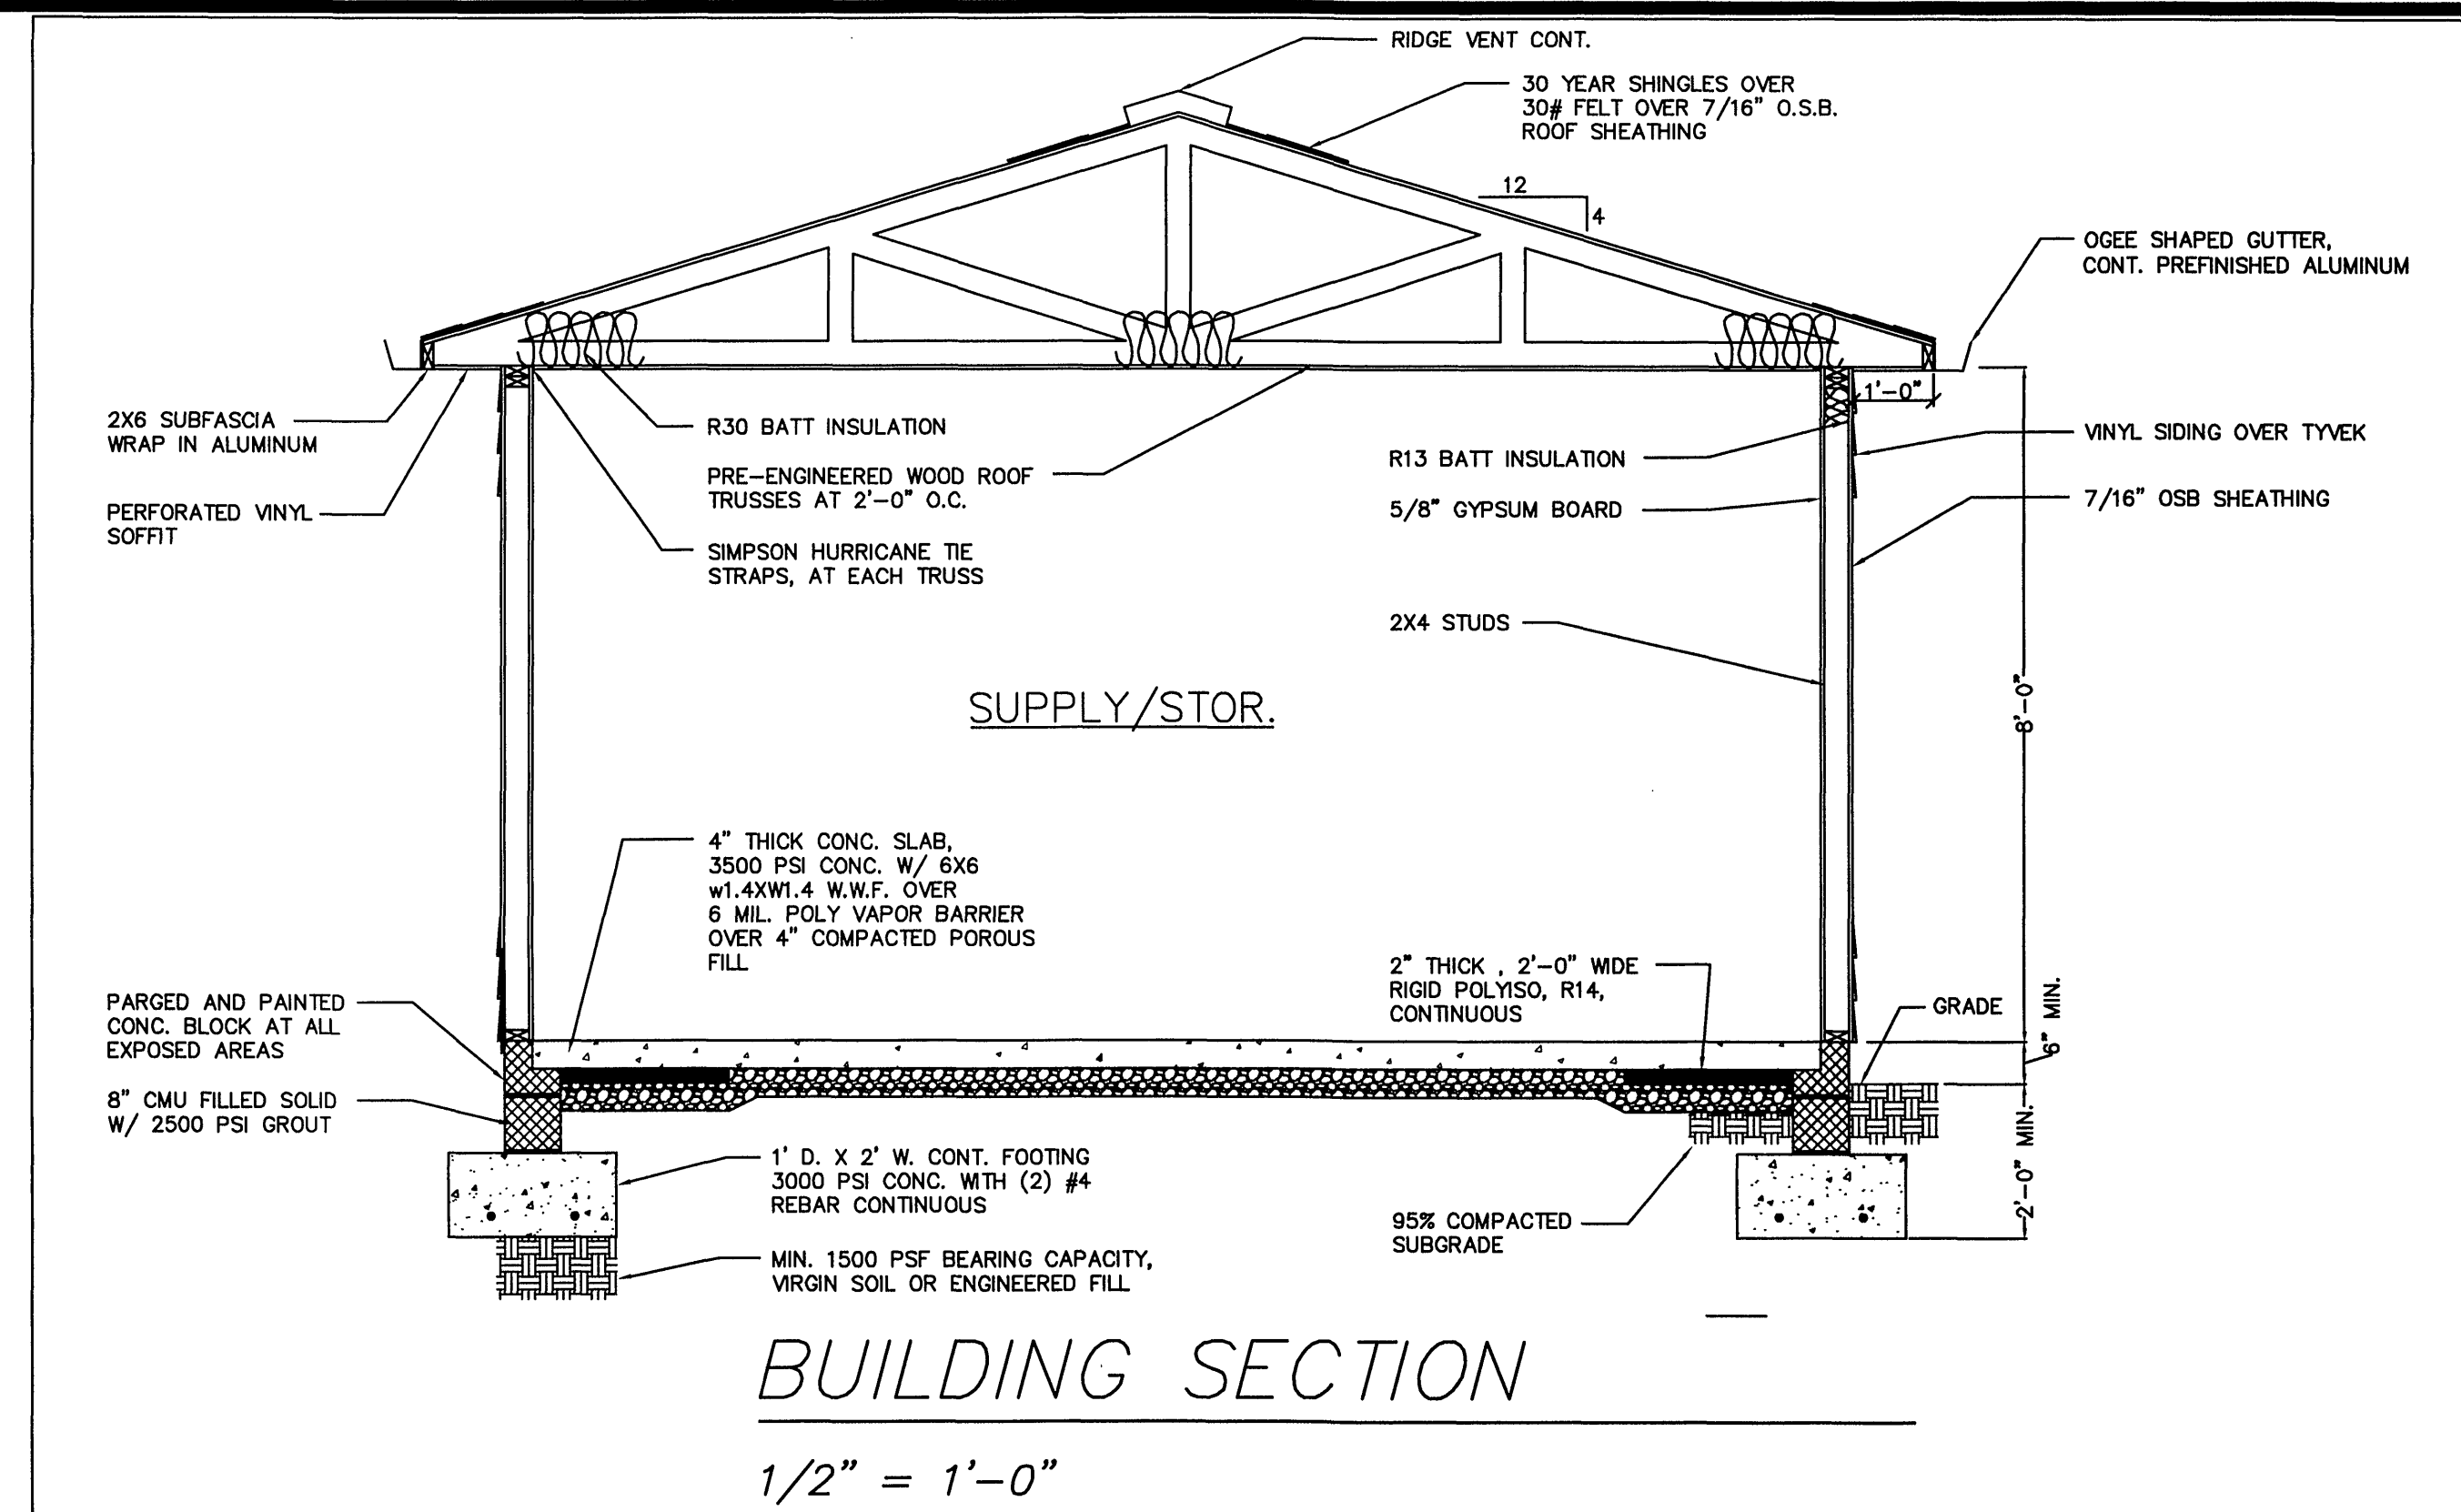 RIDGE VENT CONT.
30 YEAR SHINGLES OVER
30# FELT OVER 7/16" O.S.B.
ROOF SHEATHING
12
4
OGEE SHAPED GUTTER,
CONT. PREFINISHED ALUMINUM
2X6 SUBFASCIA
WRAP IN ALUMINUM
PERFORATED VINYL
SOFFIT
R30 BATT INSULATION
PRE-ENGINEERED WOOD ROOF
TRUSSES AT 2'-0" O.C.
SIMPSON HURRICANE TIE
STRAPS, AT EACH TRUSS
1'-0"
R13 BATT INSULATION
5/8" GYPSUM BOARD
2X4 STUDS
VINYL SIDING OVER TYVEK
7/16" OSB SHEATHING
8'-0"
SUPPLY/STOR.
4" THICK CONC. SLAB,
3500 PSI CONC. W/ 6X6
w1.4XW1.4 W.W.F. OVER
6 MIL. POLY VAPOR BARRIER
OVER 4" COMPACTED POROUS
FILL
2" THICK , 2'-0" WIDE
RIGID POLYISO, R14,
CONTINUOUS
GRADE
6" MIN.
2'-0" MIN.
PARGED AND PAINTED
CONC. BLOCK AT ALL
EXPOSED AREAS
8" CMU FILLED SOLID
W/ 2500 PSI GROUT
1' D. X 2' W. CONT. FOOTING
3000 PSI CONC. WITH (2) #4
REBAR CONTINUOUS
MIN. 1500 PSF BEARING CAPACITY,
VIRGIN SOIL OR ENGINEERED FILL
95% COMPACTED
SUBGRADE
BUILDING SECTION
1/2" = 1'-0"